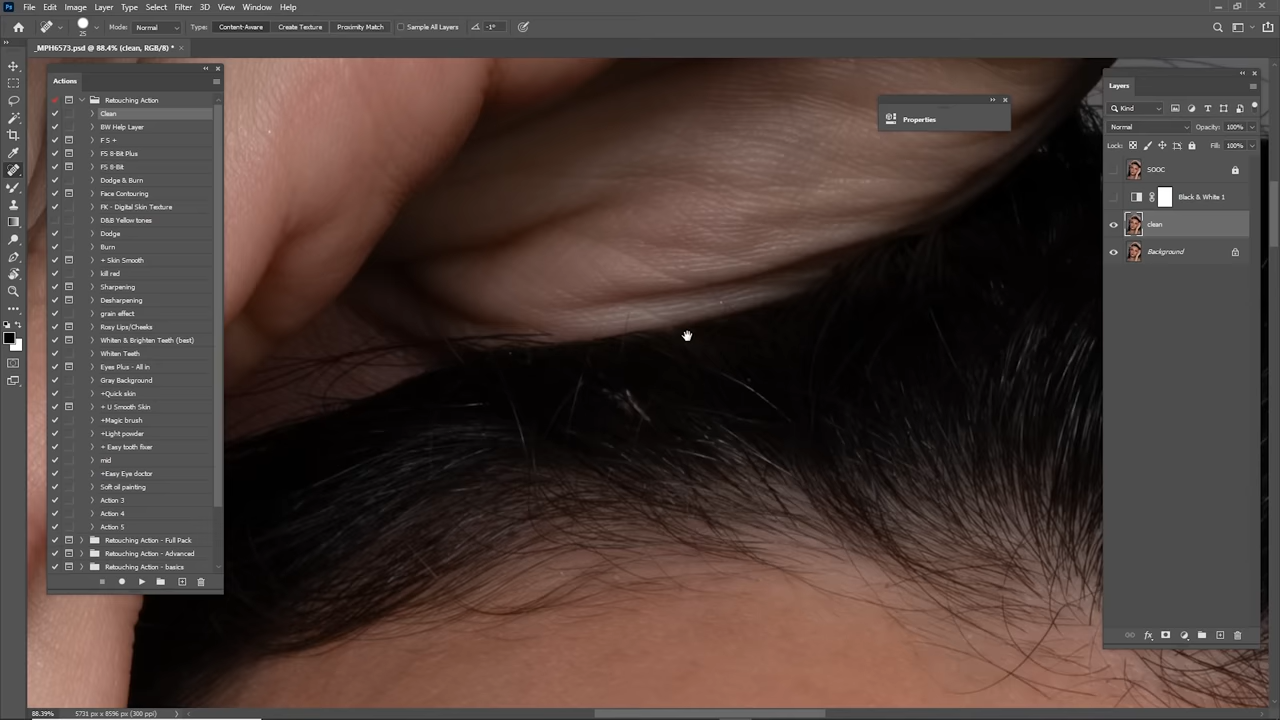 Ps File Edit Image Layer Type Select Filter 3D View Window Help
25 Mode: Normal Type: Content-Aware Create Texture Proximity Match Sample All Layers -1°
_MPH6573.psd @ 88.4% (clean, RGB/8) *
Actions
Retouching Action
Clean
BW Help Layer
F S +
FS 8-Bit Plus
FS 8-Bit
Dodge & Burn
Face Contouring
FK - Digital Skin Texture
D&B Yellow tones
Dodge
Burn
+ Skin Smooth
kill red
Sharpening
Desharpening
grain effect
Rosy Lips/Cheeks
Whiten & Brighten Teeth (best)
Whiten Teeth
Eyes Plus - All in
Gray Background
+Quick skin
+ U Smooth Skin
+Magic brush
+Light powder
+ Easy tooth fixer
mid
+Easy Eye doctor
Soft oil painting
Action 3
Action 4
Action 5
Retouching Action - Full Pack
Retouching Action - Advanced
Retouching Action - basics
Properties
Layers
Kind
Normal Opacity: 100%
Lock: Fill: 100%
SOOC
Black & White 1
clean
Background
fx
88.39% 5731 px x 8596 px (300 ppi)